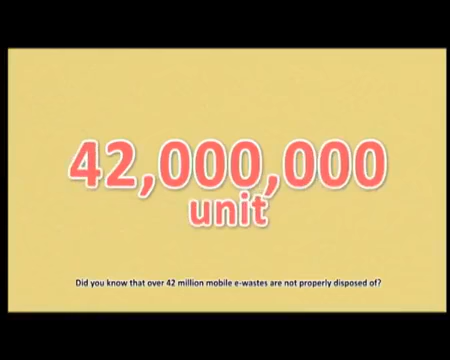 42,000,000
unit
Did you know that over 42 million mobile e-wastes are not properly disposed of?